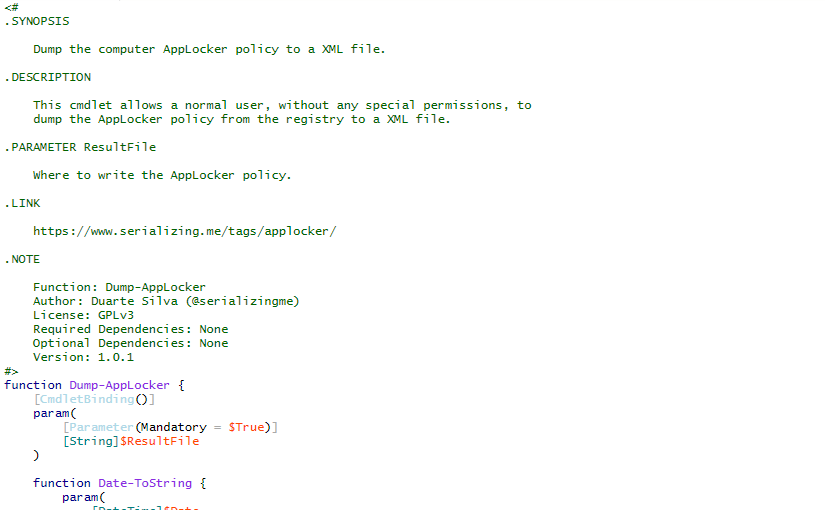 <#
.SYNOPSIS
Dump the computer AppLocker policy to a XML file.
.DESCRIPTION
This cmdlet allows a normal user, without any special permissions, to
dump the AppLocker policy from the registry to a XML file.
.PARAMETER ResultFile
Where to write the AppLocker policy.
.LINK
https://www.serializing.me/tags/applocker/
.NOTE
Function: Dump-AppLocker
Author: Duarte Silva (@serializingme)
License: GPLv3
Required Dependencies: None
Optional Dependencies: None
Version: 1.0.1
#>
function Dump-AppLocker {
[CmdletBinding()]
param(
[Parameter(Mandatory = $True)]
[String]$ResultFile
)
function Date-ToString {
param(
[DateTime]$Date